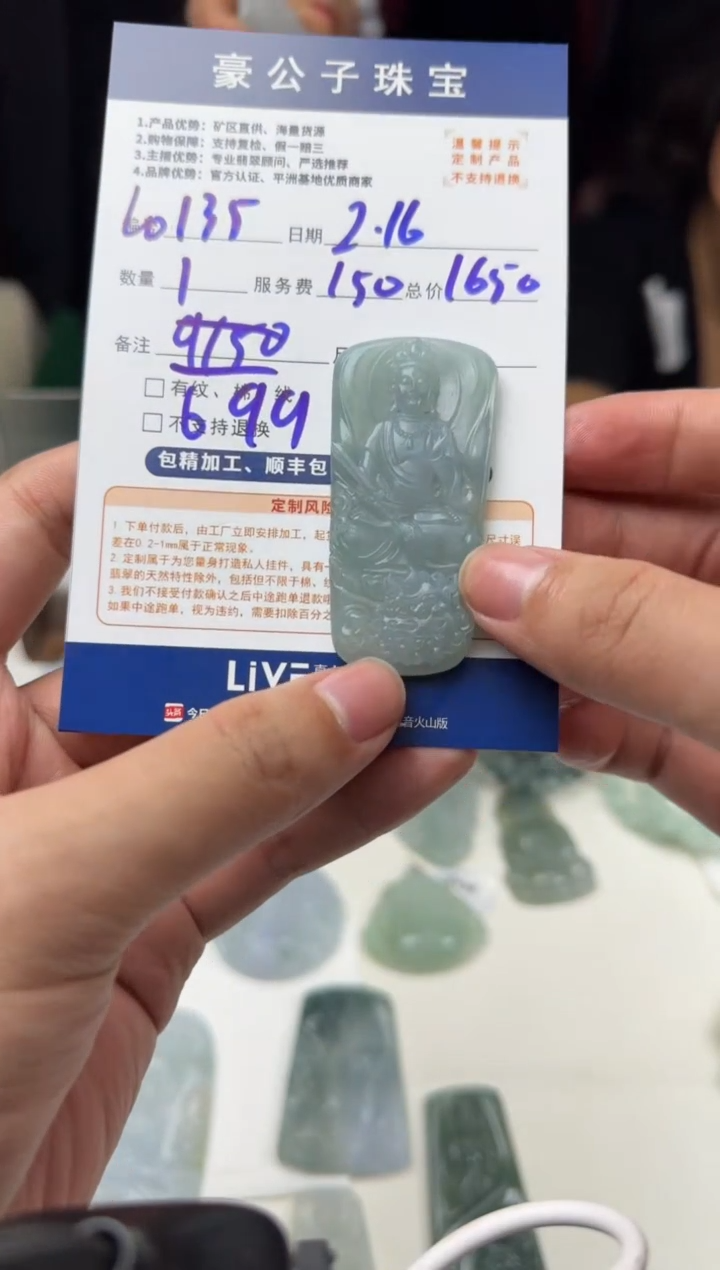 豪公子珠宝
1.产品优势：矿区直供、海量货源
2.购物保障：支持复检、假一赔三
3.主播优势：专业翡翠顾问、严选推荐
4.品牌优势：官方认证、平洲基地优质商家
温馨提示
定制产品
不支持退换
60135 日期 2.16
数量 1 服务费 150 总价 1650
备注 9150
699
有纹、棉、线
不支持退换
包精加工、顺丰包
定制风险
1.下单付款后，由工厂立即安排加工，起 尺寸误
差在0.2-1mm属于正常现象。
2.定制属于为您量身打造私人挂件，具有一
翡翠的天然特性除外，包括但不限于棉、
3.我们不接受付款确认之后中途跑单退款
如果中途跑单，视为违约，需要扣除百分之
LiVE
今日 音火山版